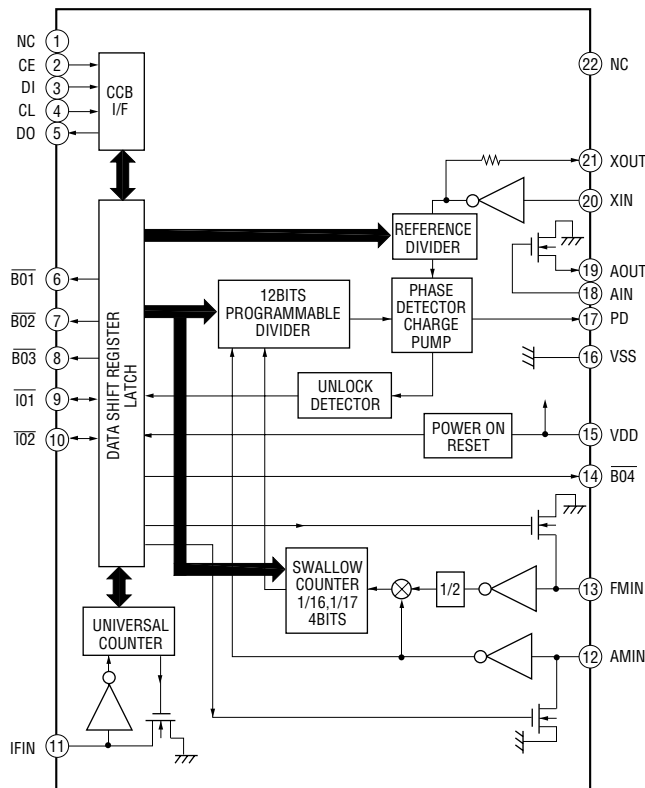 NC 1
CE 2
DI 3
CL 4
DO 5
CCB
I/F
22 NC
21 XOUT
20 XIN
REFERENCE
DIVIDER
19 AOUT
18 AIN
17 PD
16 VSS
B01 6
B02 7
B03 8
I01 9
I02 10
DATA SHIFT REGISTER
LATCH
12BITS
PROGRAMMABLE
DIVIDER
PHASE
DETECTOR
CHARGE
PUMP
UNLOCK
DETECTOR
POWER ON
RESET
15 VDD
14 B04
SWALLOW
COUNTER
1/16,1/17
4BITS
1/2
13 FMIN
12 AMIN
UNIVERSAL
COUNTER
IFIN 11